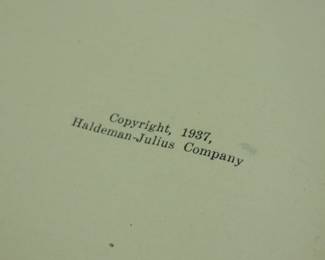 Copyright, 1937,
Haldeman-Julius Company